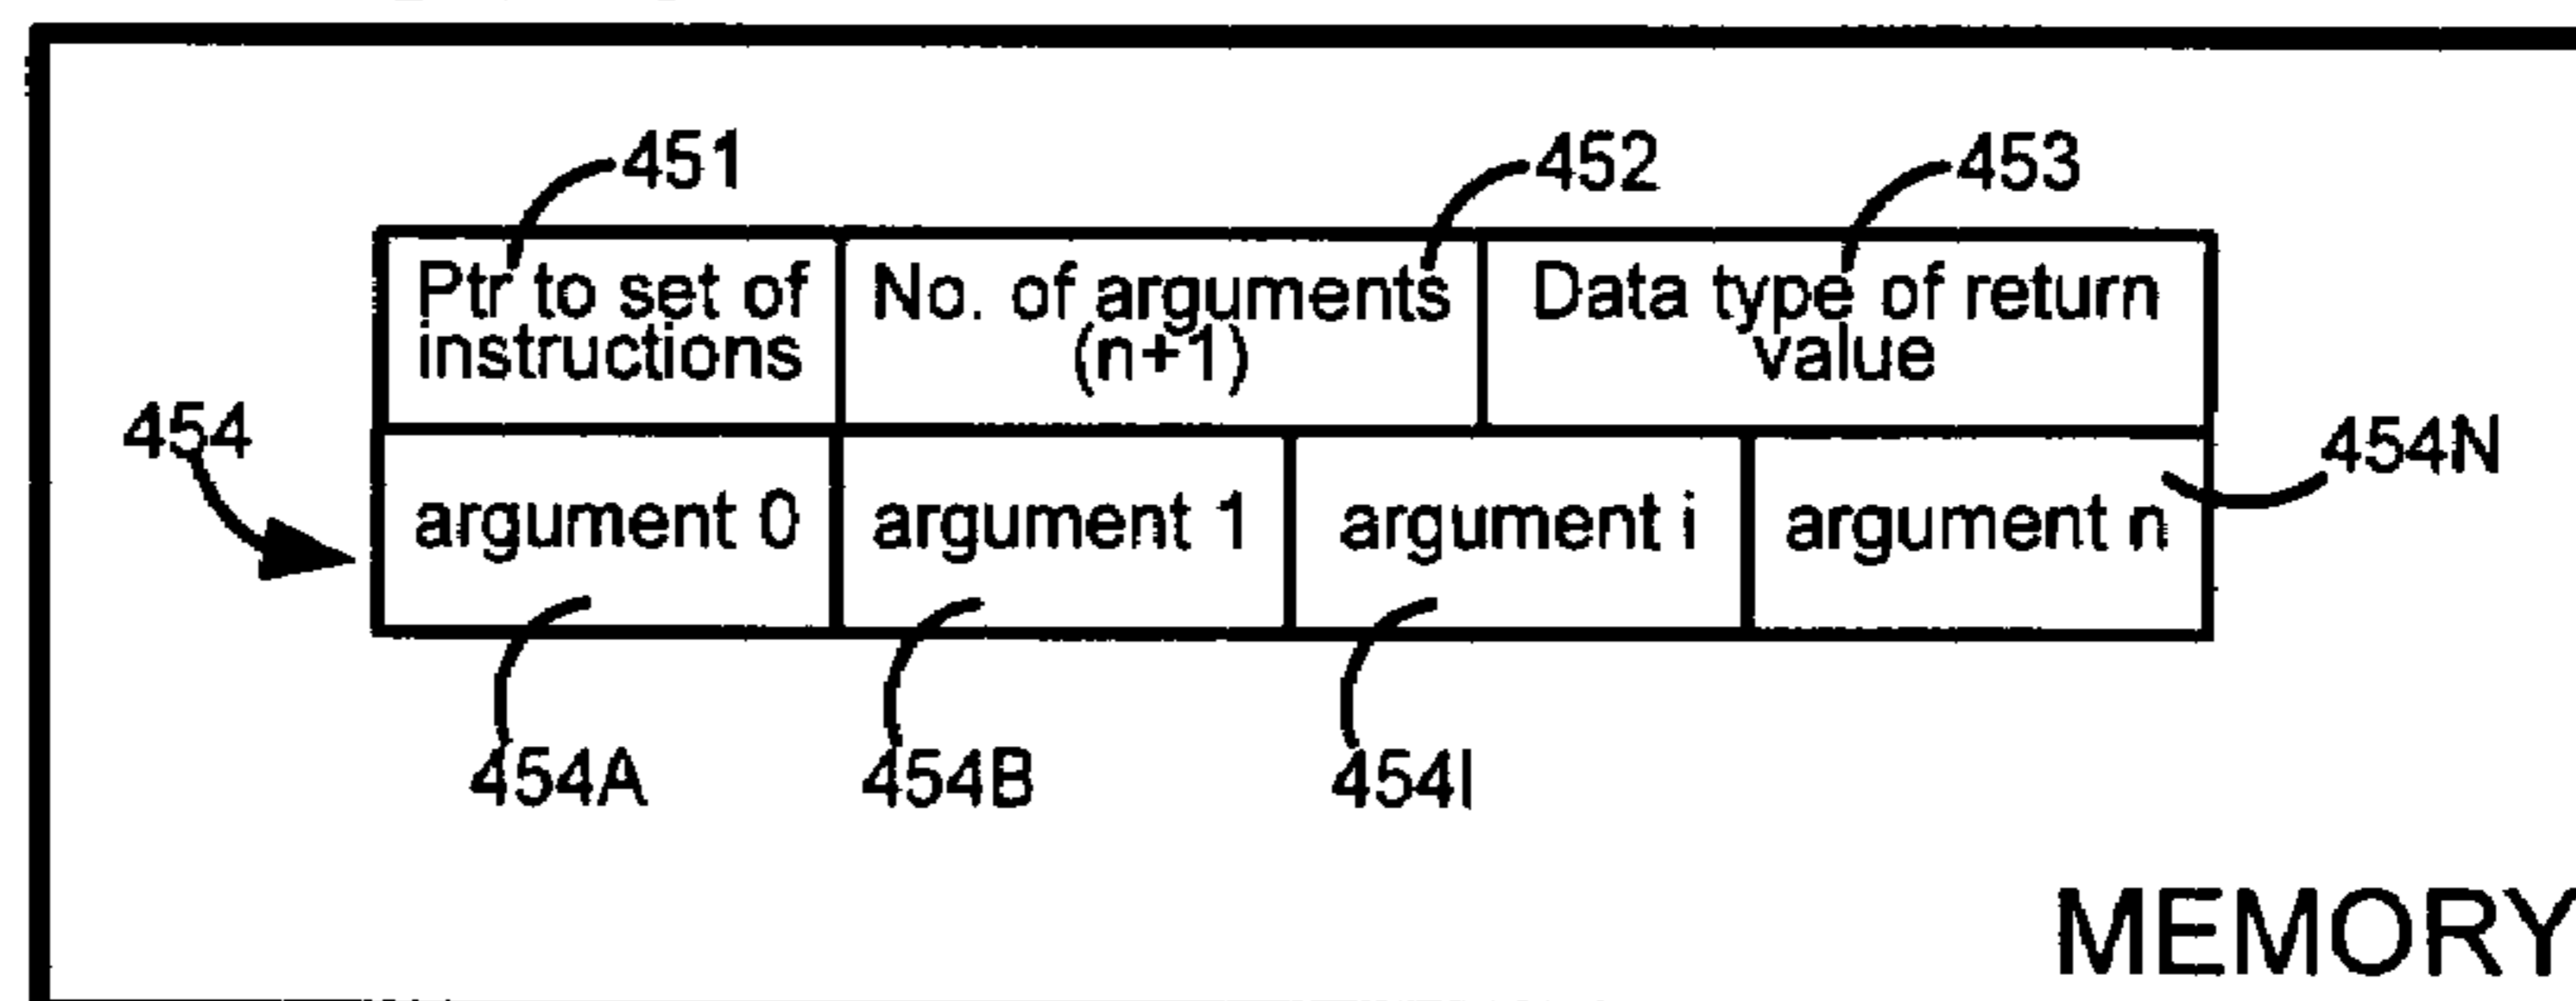 451 452 453
Ptr to set of instructions No. of arguments (n+1) Data type of return value
454 454N
argument 0 argument 1 argument i argument n
454A 454B 454I
MEMORY